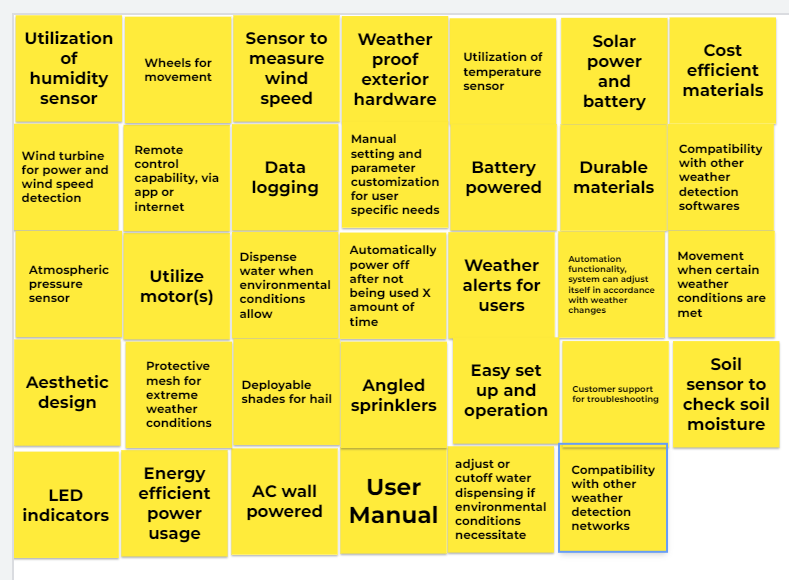 Utilization
of
humidity
sensor
Wheels for
movement
Sensor to
measure
wind
speed
Weather
proof
exterior
hardware
Utilization of
temperature
sensor
Solar
power
and
battery
Cost
efficient
materials
Wind turbine
for power and
wind speed
detection
Remote
control
capability, via
app or
internet
Data
logging
Manual
setting and
parameter
customization
for user
specific needs
Battery
powered
Durable
materials
Compatibility
with other
weather
detection
softwares
Atmospheric
pressure
sensor
Utilize
motor(s)
Dispense
water when
environmental
conditions
allow
Automatically
power off
after not
being used X
amount of
time
Weather
alerts for
users
Automation
functionality,
system can adjust
itself in accordance
with weather
changes
Movement
when certain
weather
conditions are
met
Aesthetic
design
Protective
mesh for
extreme
weather
conditions
Deployable
shades for hail
Angled
sprinklers
Easy set
up and
operation
Customer support
for troubleshooting
Soil
sensor to
check soil
moisture
LED
indicators
Energy
efficient
power
usage
AC wall
powered
User
Manual
adjust or
cutoff water
dispensing if
environmental
conditions
necessitate
Compatibility
with other
weather
detection
networks